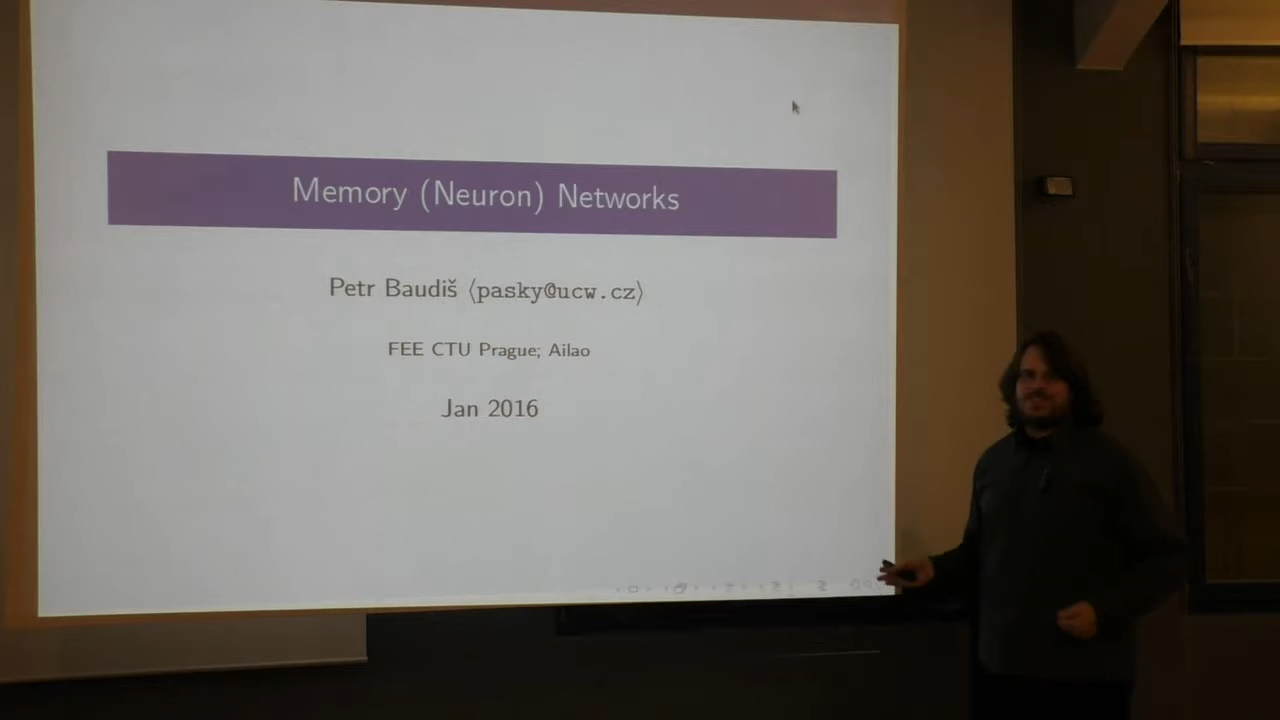 Memory (Neuron) Networks
Petr Baudiš ⟨pasky@ucw.cz⟩
FEE CTU Prague; Ailao
Jan 2016